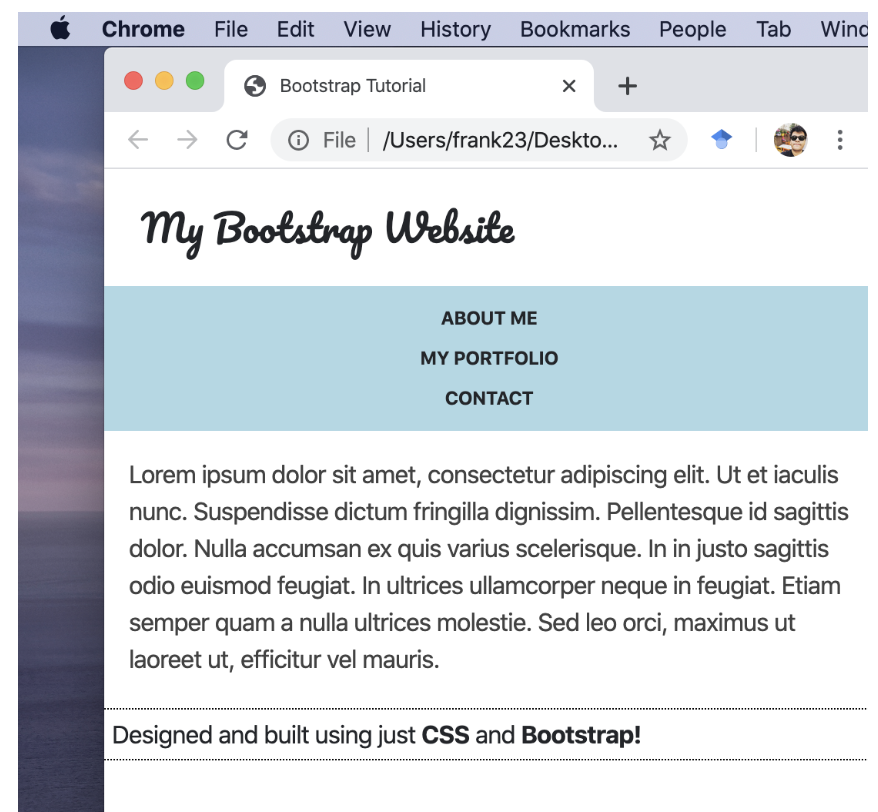 Chrome File Edit View History Bookmarks People Tab Wind
Bootstrap Tutorial
File /Users/frank23/Deskto...
My Bootstrap Website
ABOUT ME
MY PORTFOLIO
CONTACT
Lorem ipsum dolor sit amet, consectetur adipiscing elit. Ut et iaculis
nunc. Suspendisse dictum fringilla dignissim. Pellentesque id sagittis
dolor. Nulla accumsan ex quis varius scelerisque. In in justo sagittis
odio euismod feugiat. In ultrices ullamcorper neque in feugiat. Etiam
semper quam a nulla ultrices molestie. Sed leo orci, maximus ut
laoreet ut, efficitur vel mauris.
Designed and built using just CSS and Bootstrap!